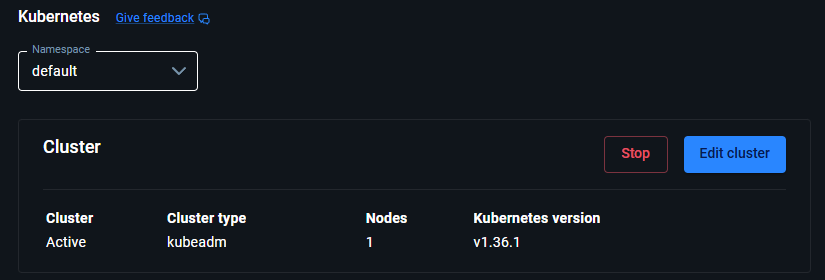 Kubernetes Give feedback
Namespace
default
Cluster Stop Edit cluster
Cluster Cluster type Nodes Kubernetes version
Active kubeadm 1 v1.36.1